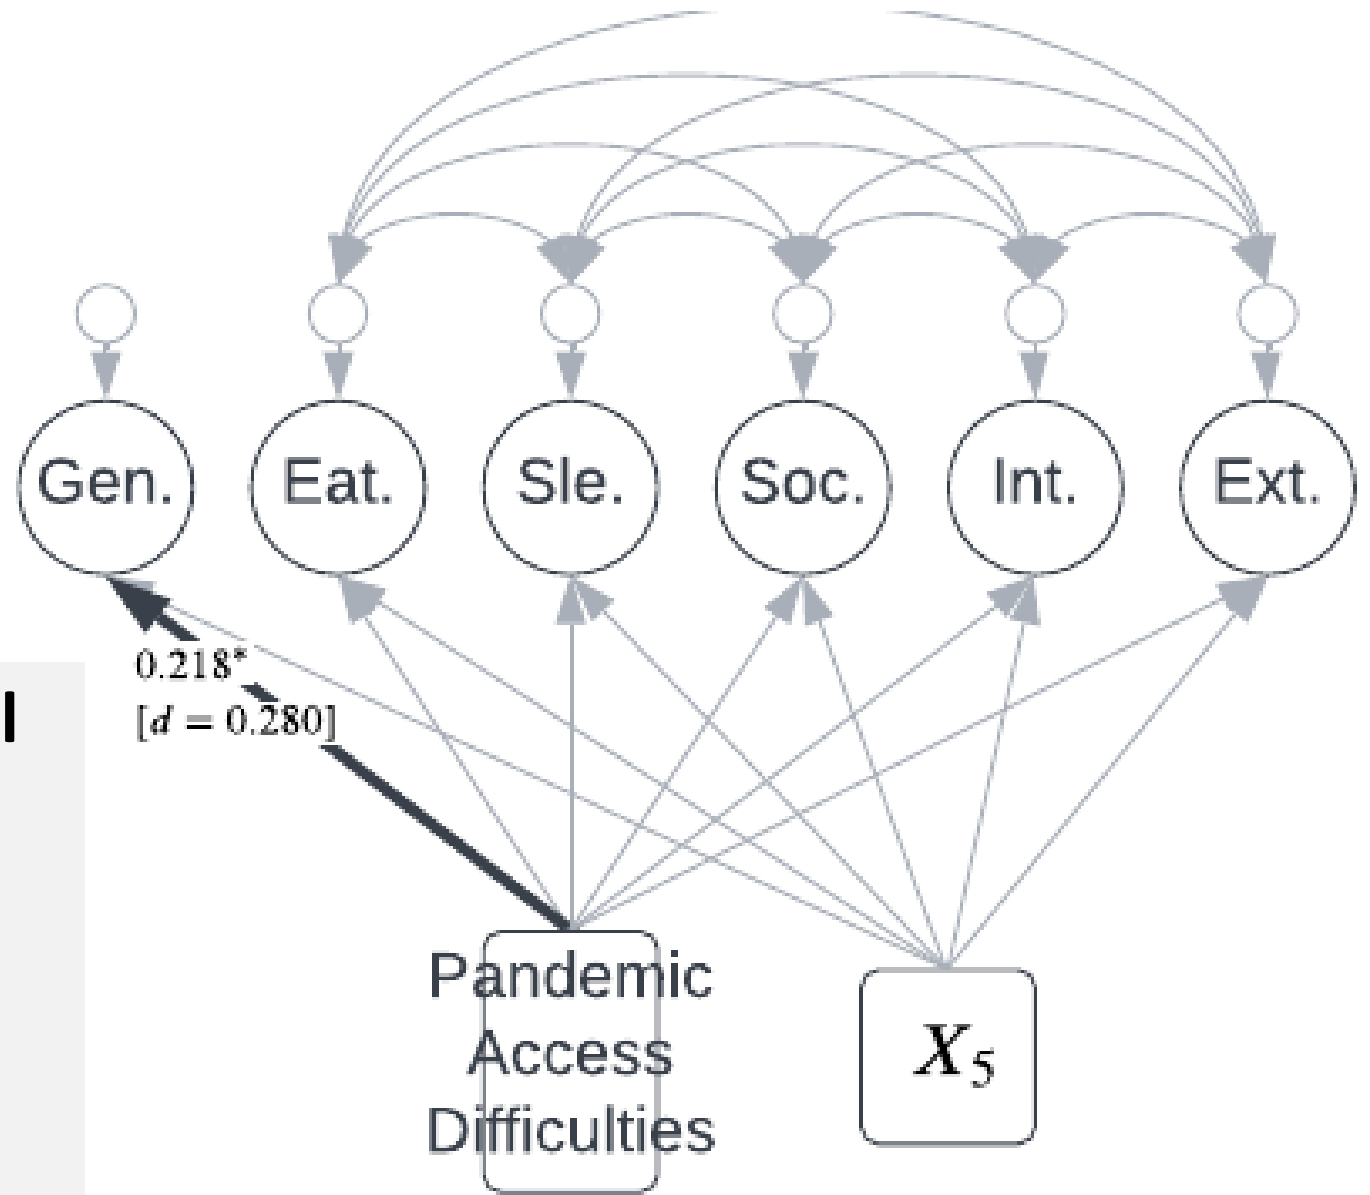 Gen. Eat. Sle. Soc. Int. Ext.
0.218*
[d = 0.280]
Pandemic
Access
Difficulties
X₅